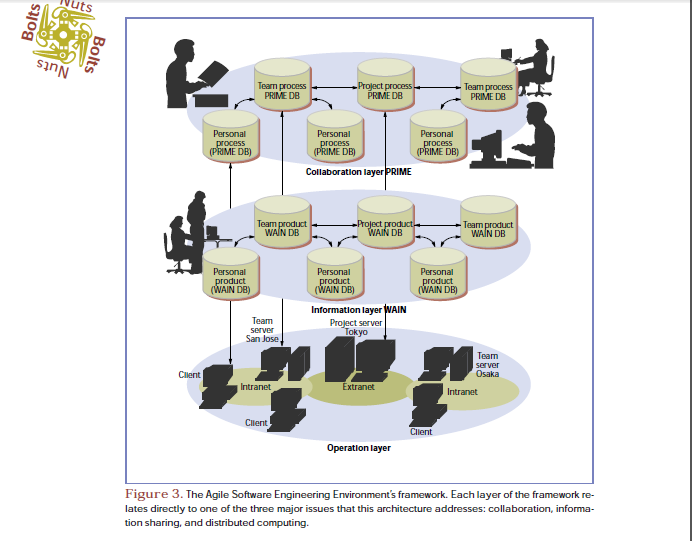 Nuts
Bolts
Bolts
Nuts
Team process
PRIME DB
Project process
PRIME DB
Team process
PRIME DB
Personal
process
(PRIME DB)
Personal
process
(PRIME DB)
Personal
process
(PRIME DB)
Collaboration layer PRIME
Team product
WAIN DB
Project product
WAIN DB
Team product
WAIN DB
Personal
product
(WAIN DB)
Personal
product
(WAIN DB)
Personal
product
(WAIN DB)
Information layer WAIN
Team
server
San Jose
Project server
Tokyo
Team
server
Osaka
Client
Intranet
Extranet
Intranet
Client
Client
Operation layer
Figure 3. The Agile Software Engineering Environment's framework. Each layer of the framework re-
lates directly to one of the three major issues that this architecture addresses: collaboration, informa-
tion sharing, and distributed computing.